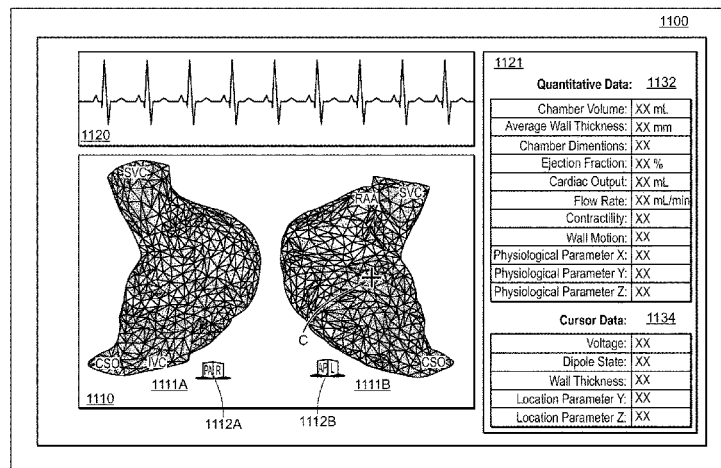 1100
1120
SVC
RAA
SVC
C
CSO
IVC
1111A
PA R
AP L
1111B
CSO
1110
1112A
1112B
1121
Quantitative Data: 1132
Chamber Volume: XX mL
Average Wall Thickness: XX mm
Chamber Dimentions: XX
Ejection Fraction: XX %
Cardiac Output: XX mL
Flow Rate: XX mL/min
Contractility: XX
Wall Motion: XX
Physiological Parameter X: XX
Physiological Parameter Y: XX
Physiological Parameter Z: XX
Cursor Data: 1134
Voltage: XX
Dipole State: XX
Wall Thickness: XX
Location Parameter Y: XX
Location Parameter Z: XX